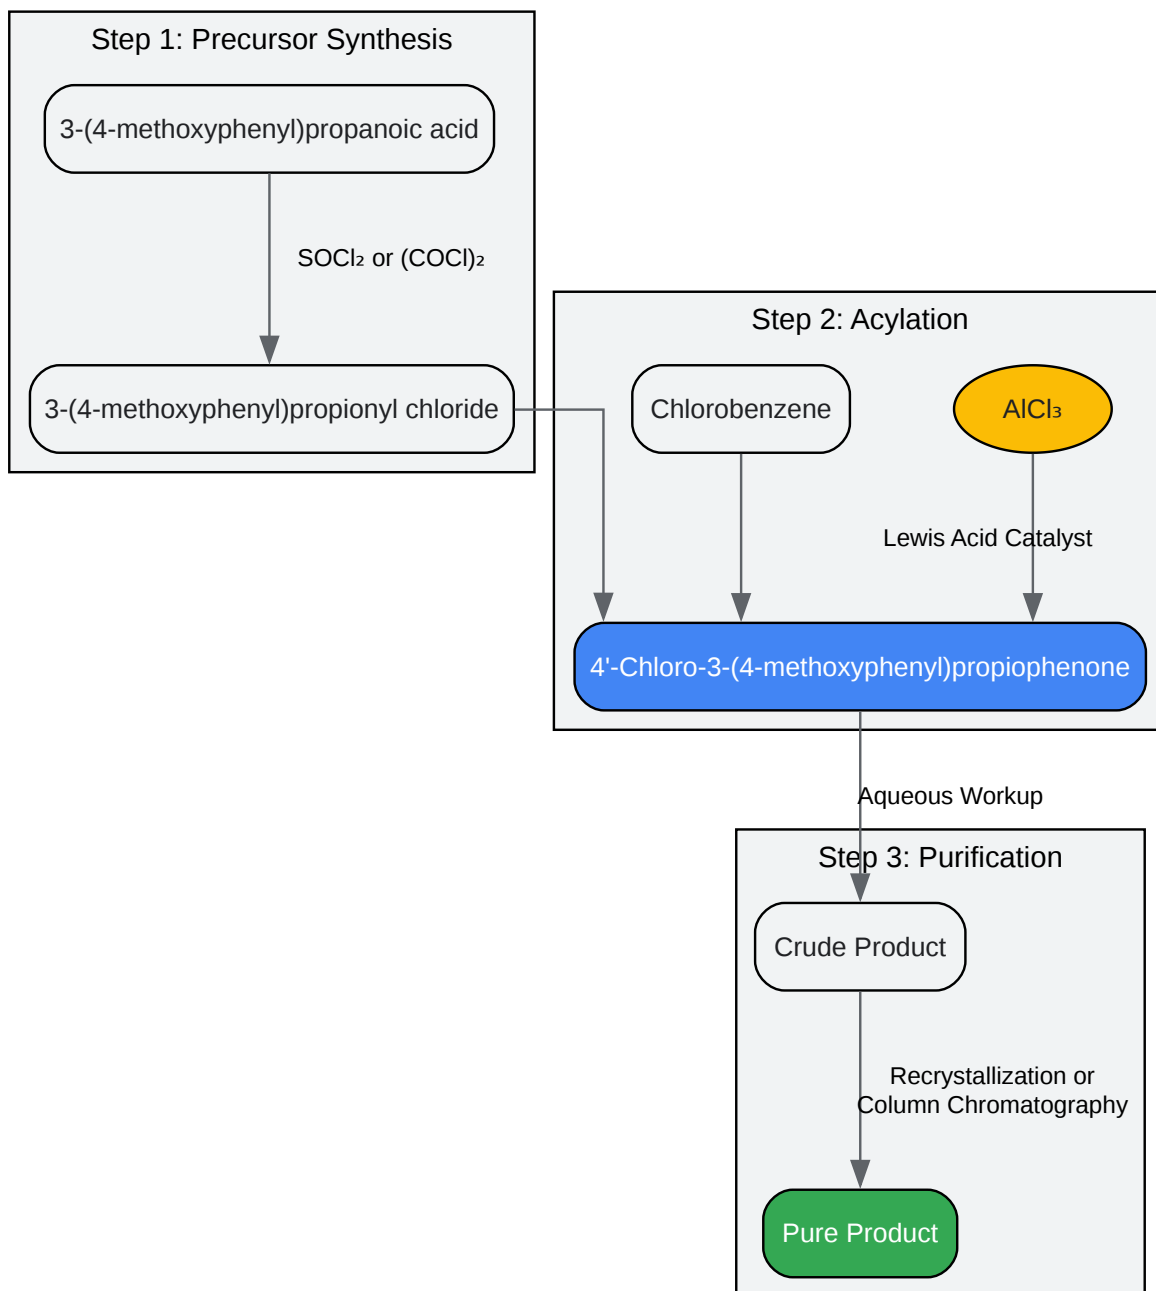 Step 1: Precursor Synthesis
3-(4-methoxyphenyl)propanoic acid
SOCl₂ or (COCl)₂
3-(4-methoxyphenyl)propionyl chloride
Step 2: Acylation
Chlorobenzene
AlCl₃
Lewis Acid Catalyst
4'-Chloro-3-(4-methoxyphenyl)propiophenone
Aqueous Workup
Step 3: Purification
Crude Product
Recrystallization or
Column Chromatography
Pure Product